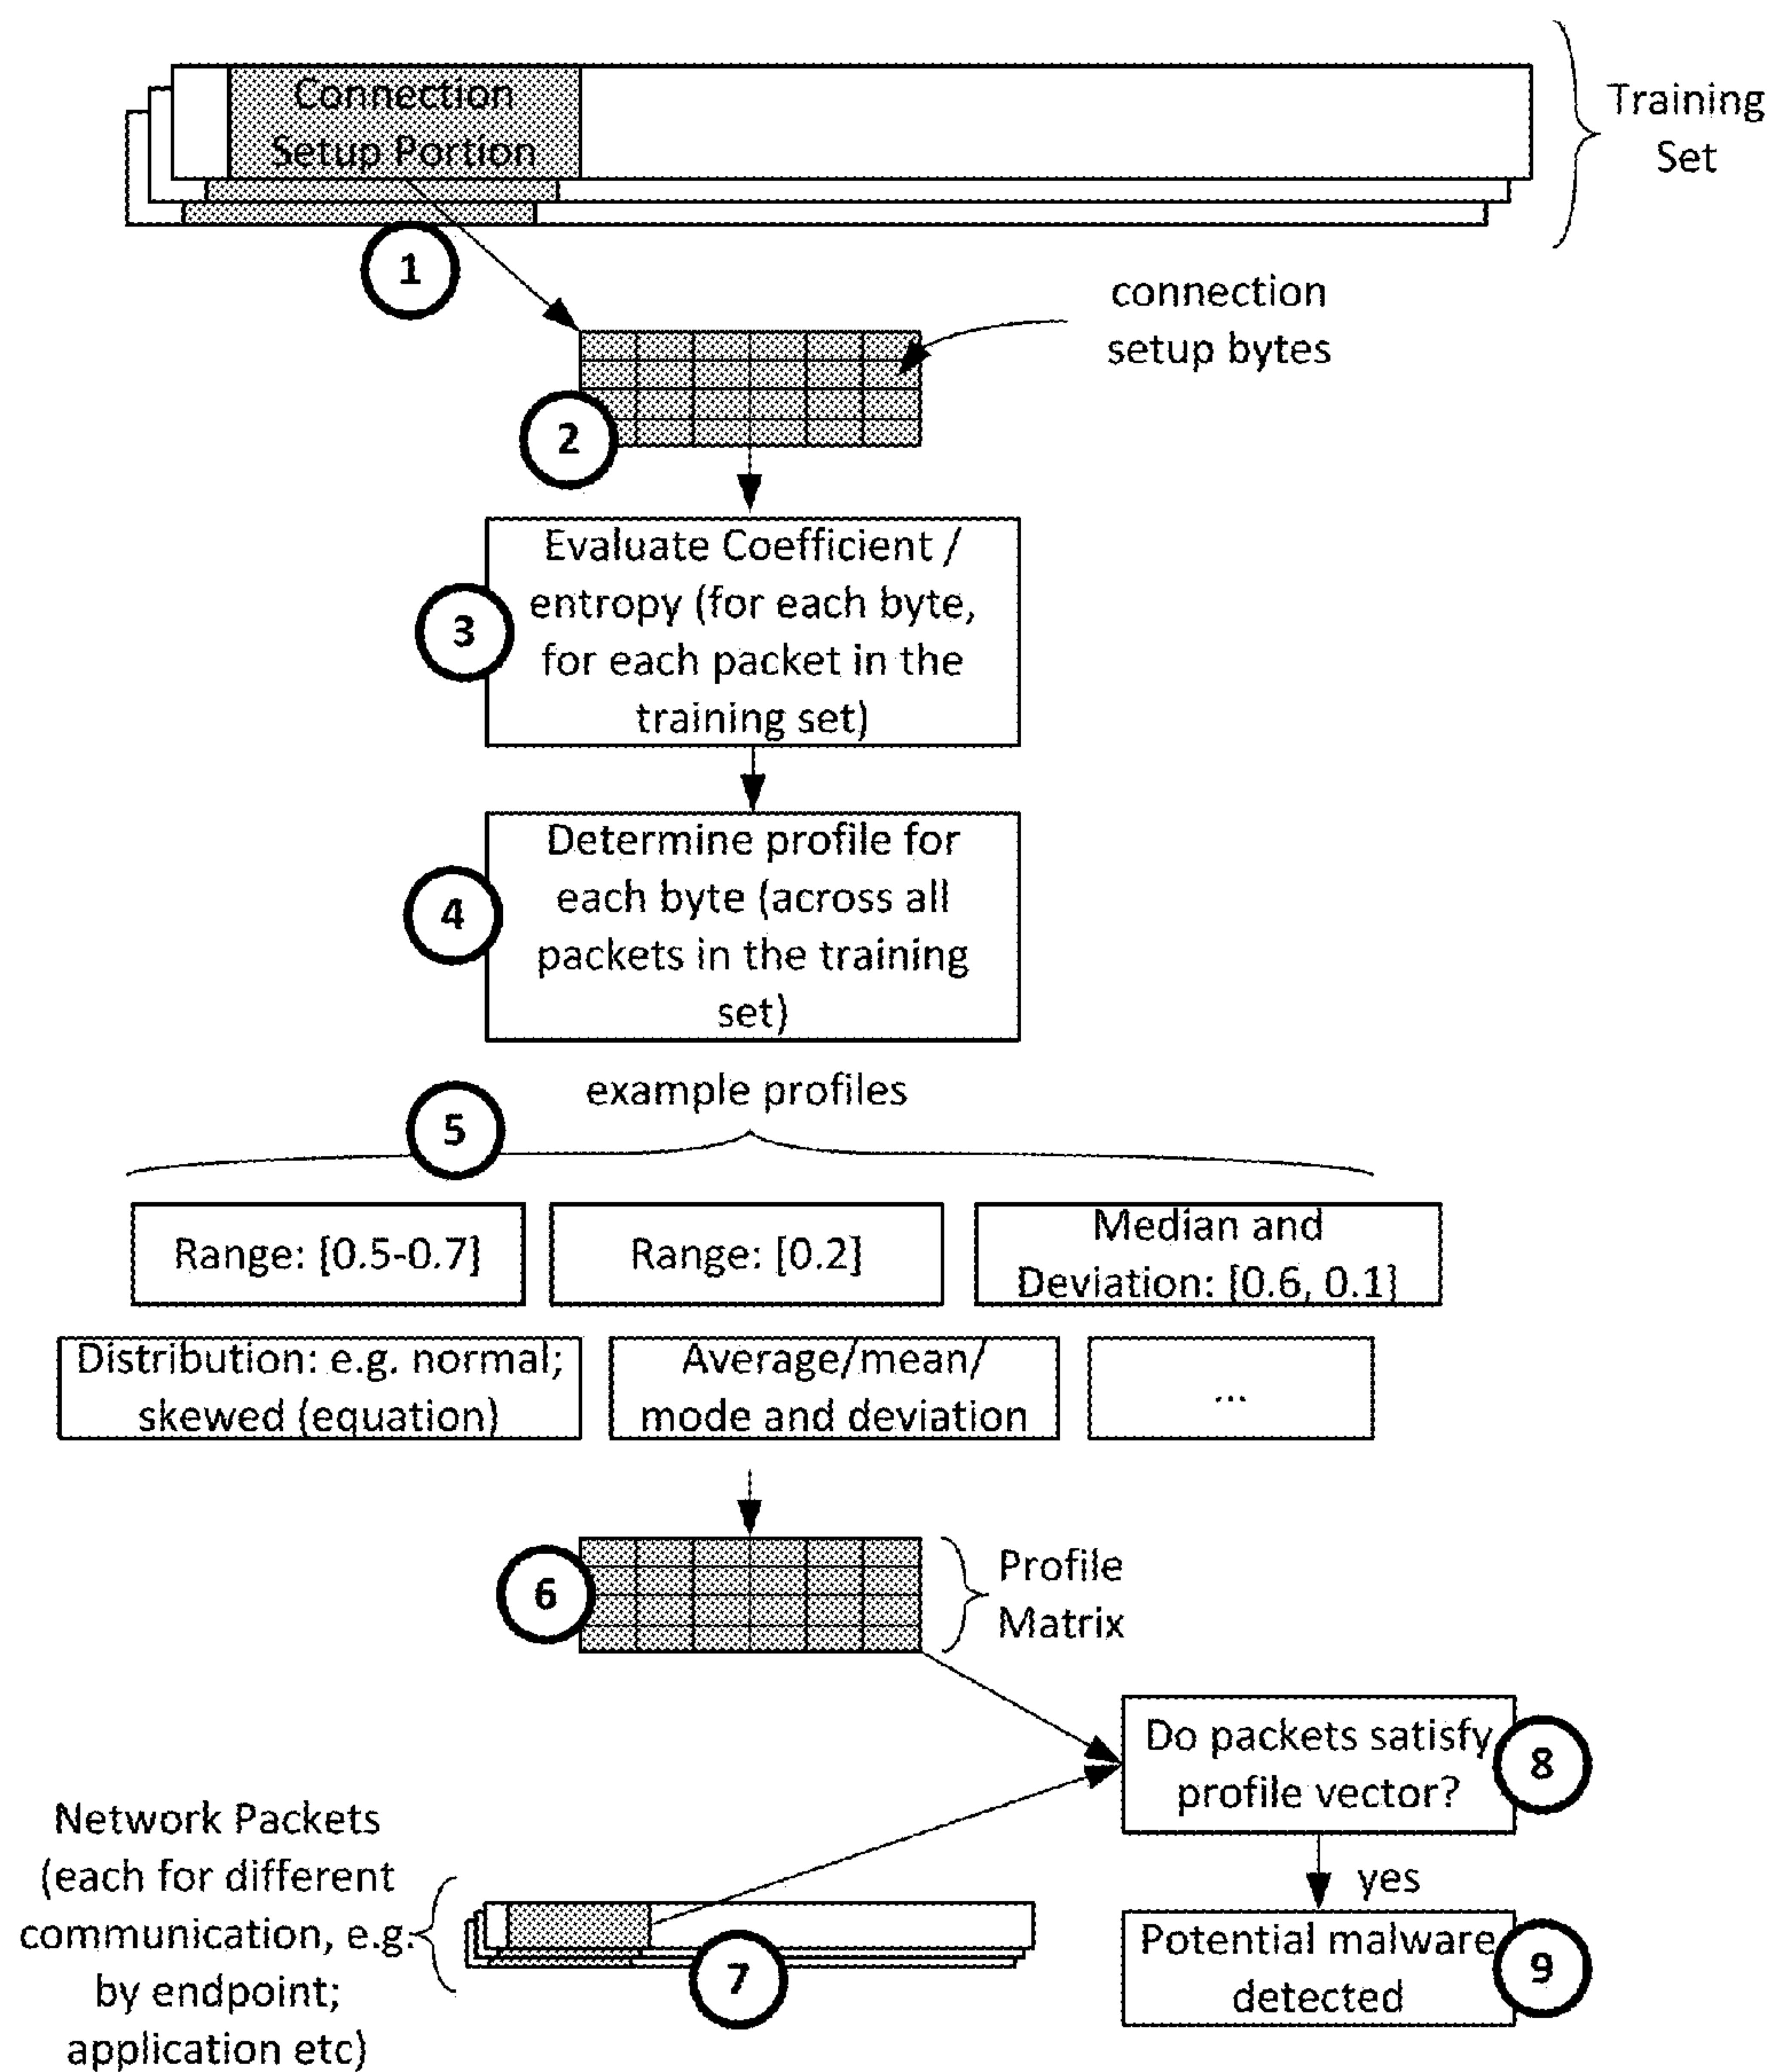 Connection
Setup Portion
Training
Set
1
connection
setup bytes
2
Evaluate Coefficient /
entropy (for each byte,
for each packet in the
training set)
3
Determine profile for
each byte (across all
packets in the training
set)
4
example profiles
5
Range: [0.5-0.7]
Range: [0.2]
Median and
Deviation: [0.6, 0.1]
Distribution: e.g. normal;
skewed (equation)
Average/mean/
mode and deviation
...
6
Profile
Matrix
Do packets satisfy
profile vector?
8
Network Packets
(each for different
communication, e.g.
by endpoint;
application etc)
7
yes
Potential malware
detected
9